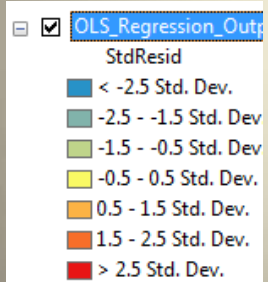 OLS_Regression_Outp
StdResid
< -2.5 Std. Dev.
-2.5 - -1.5 Std. Dev
-1.5 - -0.5 Std. Dev
-0.5 - 0.5 Std. Dev.
0.5 - 1.5 Std. Dev.
1.5 - 2.5 Std. Dev.
> 2.5 Std. Dev.